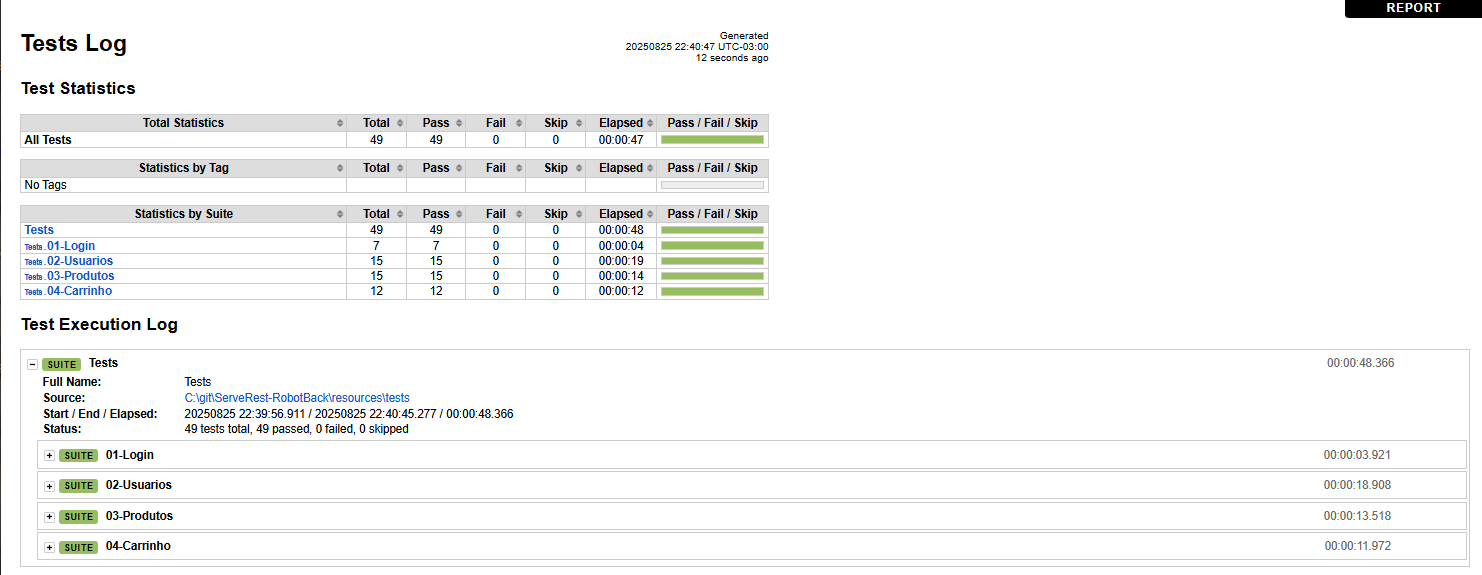 REPORT
Tests Log
Generated
20250825 22:40:47 UTC-03:00
12 seconds ago
Test Statistics
Total Statistics Total Pass Fail Skip Elapsed Pass / Fail / Skip
All Tests 49 49 0 0 00:00:47
Statistics by Tag Total Pass Fail Skip Elapsed Pass / Fail / Skip
No Tags
Statistics by Suite Total Pass Fail Skip Elapsed Pass / Fail / Skip
Tests 49 49 0 0 00:00:48
Tests . 01-Login 7 7 0 0 00:00:04
Tests . 02-Usuarios 15 15 0 0 00:00:19
Tests . 03-Produtos 15 15 0 0 00:00:14
Tests . 04-Carrinho 12 12 0 0 00:00:12
Test Execution Log
SUITE Tests 00:00:48.366
Full Name: Tests
Source: C:\git\ServeRest-RobotBack\resources\tests
Start / End / Elapsed: 20250825 22:39:56.911 / 20250825 22:40:45.277 / 00:00:48.366
Status: 49 tests total, 49 passed, 0 failed, 0 skipped
SUITE 01-Login 00:00:03.921
SUITE 02-Usuarios 00:00:18.908
SUITE 03-Produtos 00:00:13.518
SUITE 04-Carrinho 00:00:11.972